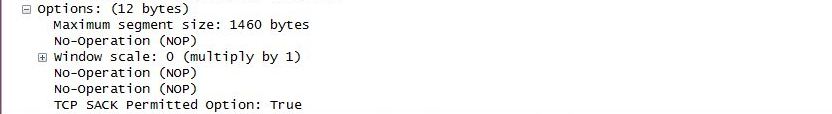 Options: (12 bytes)
Maximum segment size: 1460 bytes
No-Operation (NOP)
Window scale: 0 (multiply by 1)
No-Operation (NOP)
No-Operation (NOP)
TCP SACK Permitted Option: True